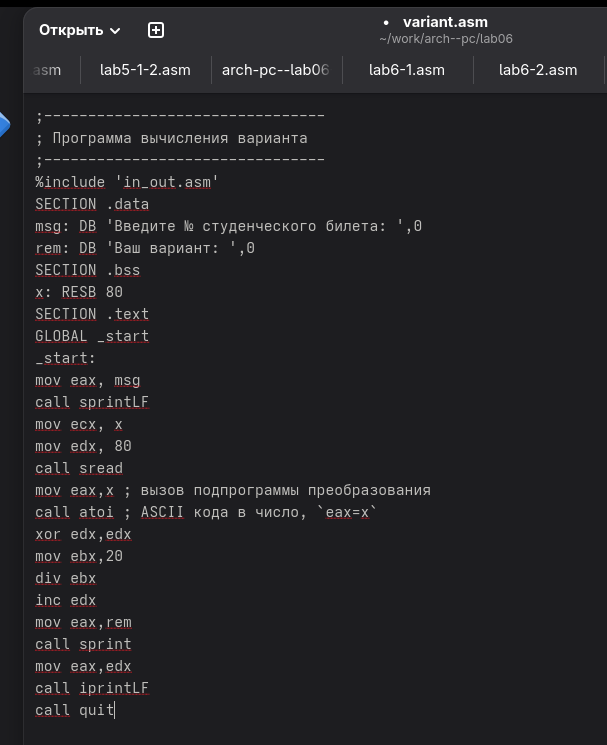 Открыть
• variant.asm
~/work/arch--pc/lab06
asm lab5-1-2.asm arch-pc--lab06 lab6-1.asm lab6-2.asm
;--------------------------------
; Программа вычисления варианта
;--------------------------------
%include 'in_out.asm'
SECTION .data
msg: DB 'Введите № студенческого билета: ',0
rem: DB 'Ваш вариант: ',0
SECTION .bss
x: RESB 80
SECTION .text
GLOBAL _start
_start:
mov eax, msg
call sprintLF
mov ecx, x
mov edx, 80
call sread
mov eax,x ; вызов подпрограммы преобразования
call atoi ; ASCII кода в число, `eax=x`
xor edx,edx
mov ebx,20
div ebx
inc edx
mov eax,rem
call sprint
mov eax,edx
call iprintLF
call quit